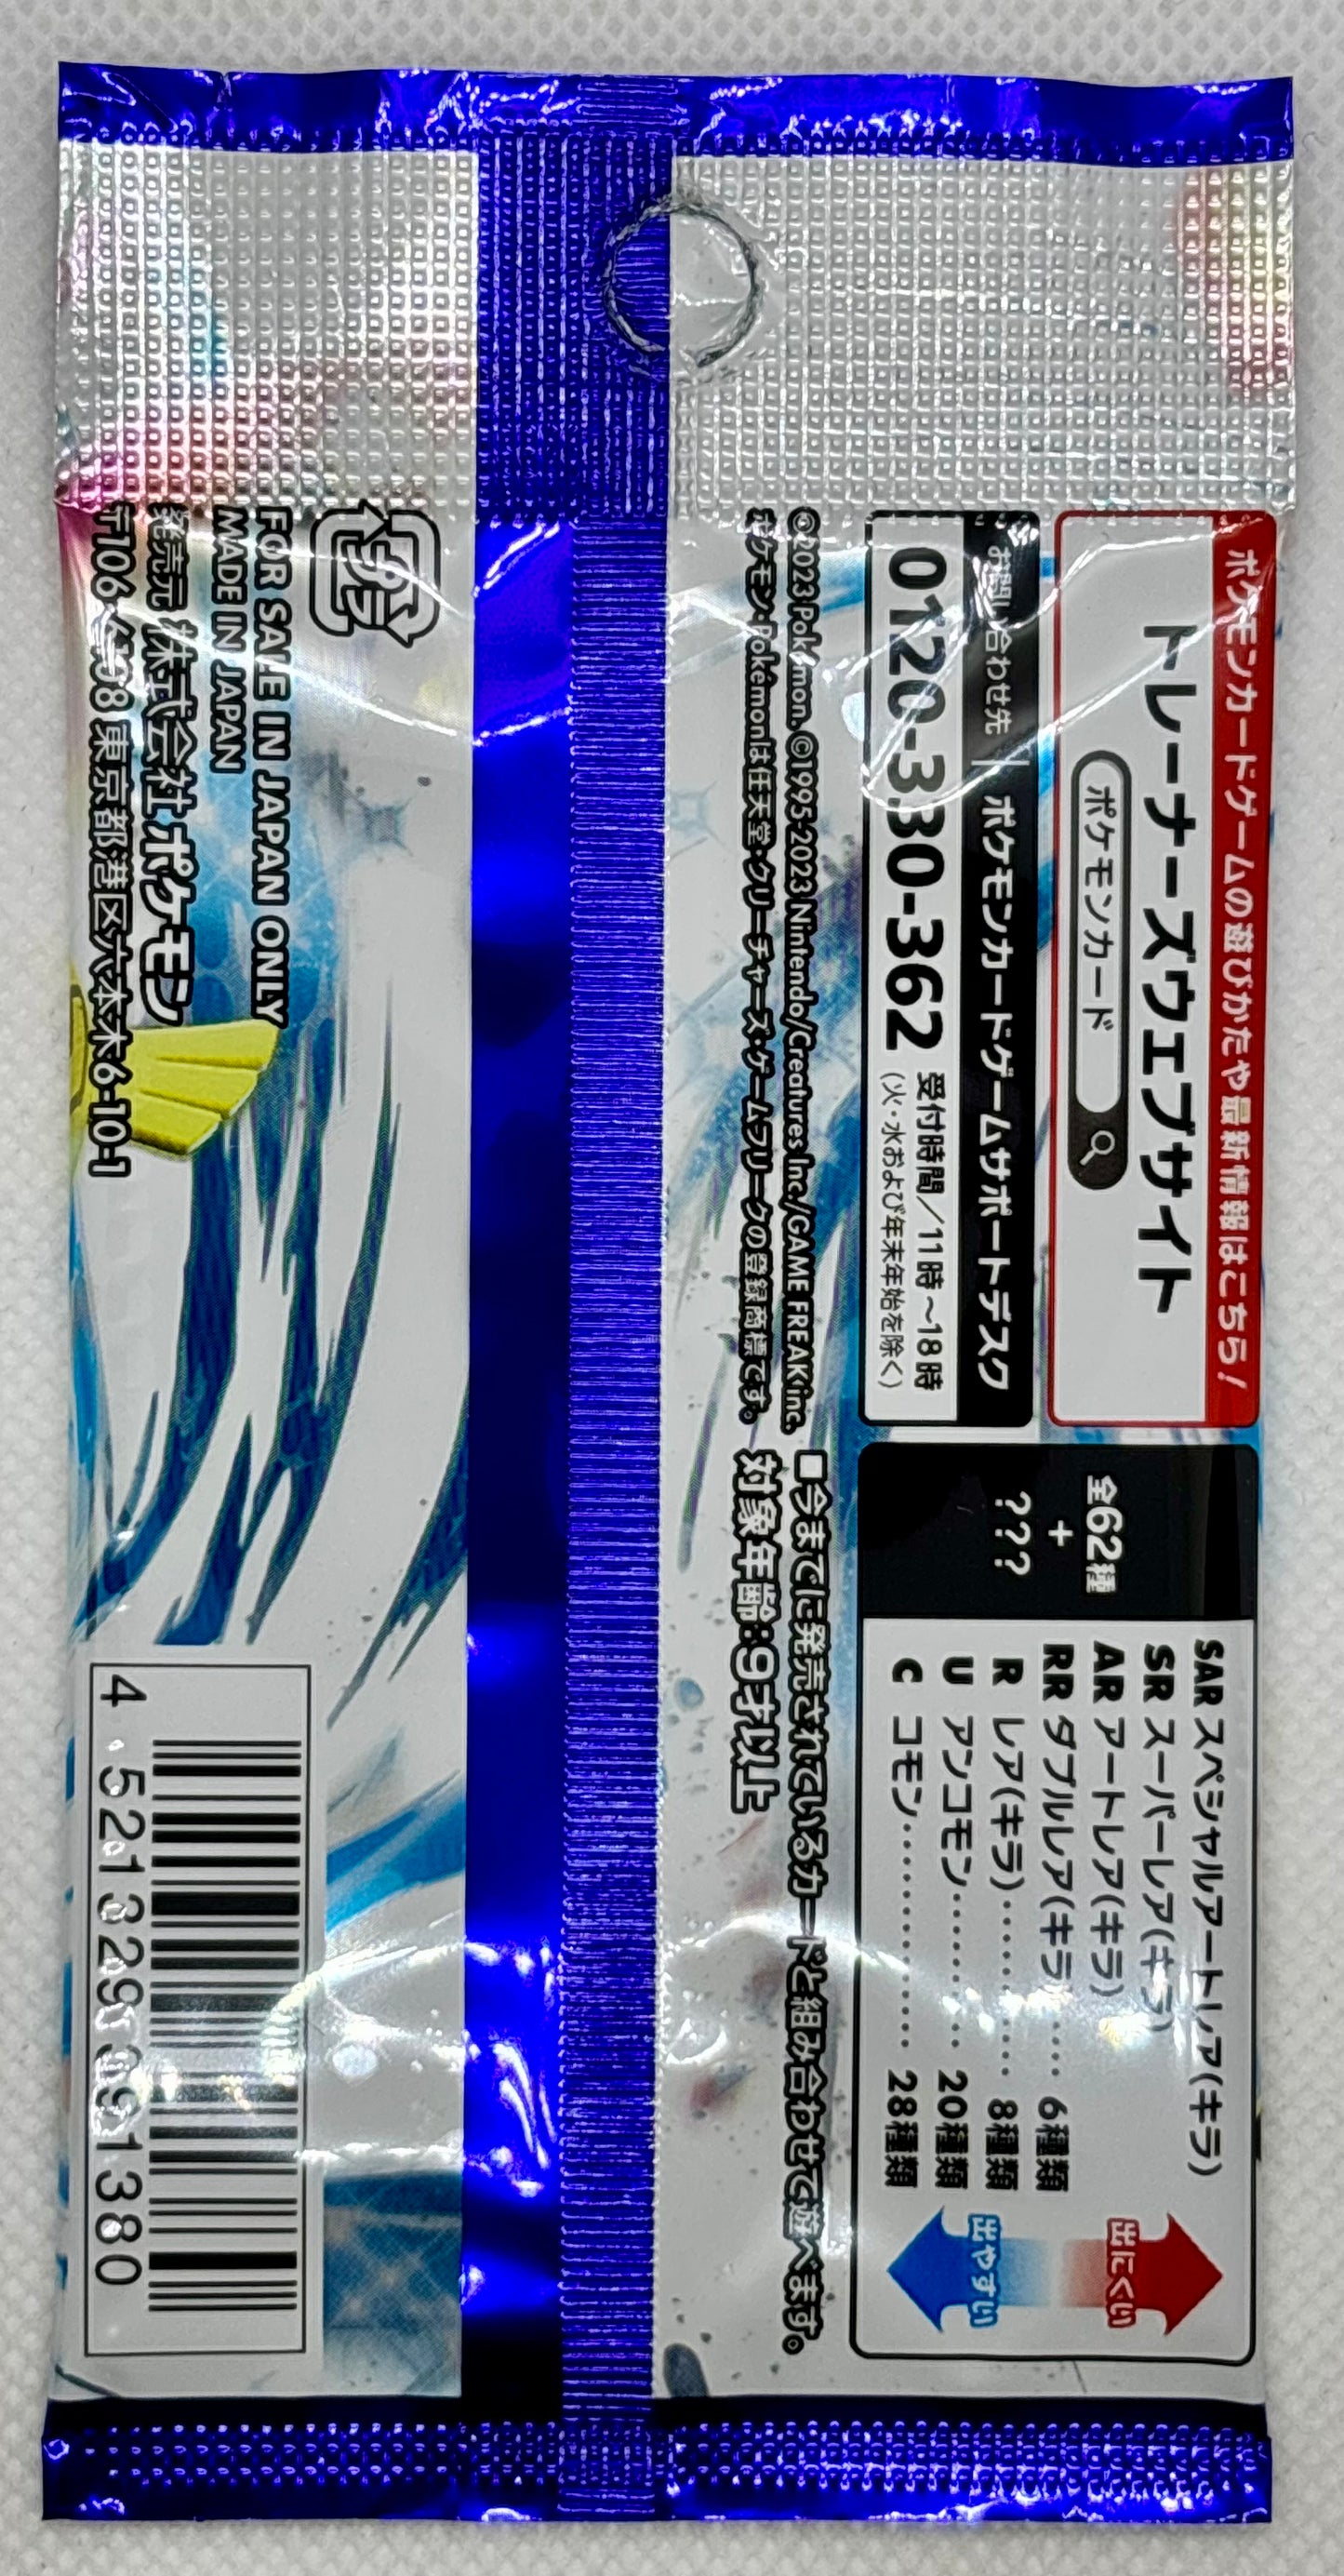 ポケモンカードゲームの遊びかたや最新情報はこちら!
トレーナーズウェブサイト
ポケモンカード
お問い合わせ先 | ポケモンカードゲームサポートデスク
0120-330-362 受付時間/11時~18時
(火・水および年末年始を除く)
©2023 Pokémon. ©1995-2023 Nintendo/Creatures Inc./GAME FREAK inc.
ポケモン・Pokémonは任天堂・クリーチャーズ・ゲームフリークの登録商標です。
全62種
+
???
SAR スペシャルアートレア(キラ)
SR スーパーレア(キラ)
AR アートレア(キラ)
RR ダブルレア(キラ)……6種類
R レア(キラ)…………8種類
U アンコモン…………20種類
C コモン………………28種類
出にくい
出やすい
■今までに発売されているカードと組み合わせて遊べます。
対象年齢:9才以上
プラ
FOR SALE IN JAPAN ONLY
MADE IN JAPAN
発売元 株式会社ポケモン
〒106-6108 東京都港区六本木6-10-1
4 521329 391380